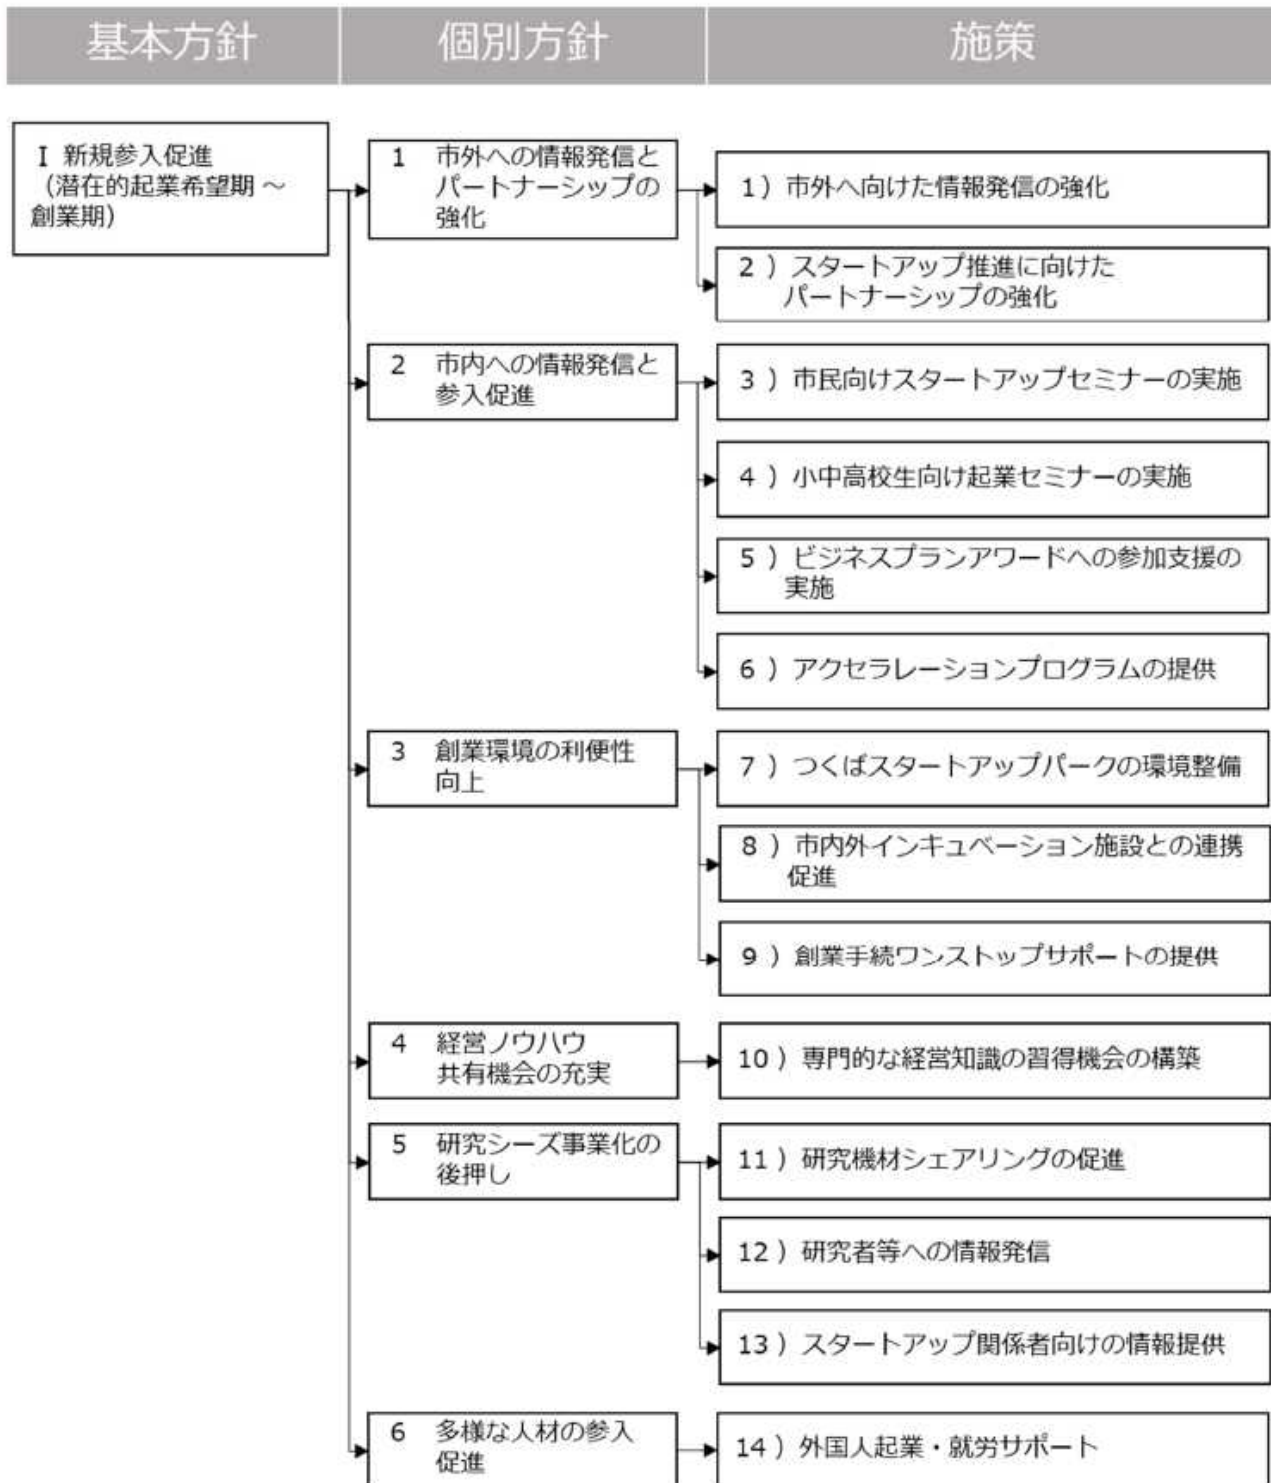 基本方針
個別方針
施策
I 新規参入促進
(潜在的起業希望期 ～
創業期)
1 市外への情報発信と
パートナーシップの
強化
1）市外へ向けた情報発信の強化
2 ）スタートアップ推進に向けた
パートナーシップの強化
2 市内への情報発信と
参入促進
3 ）市民向けスタートアップセミナーの実施
4 ）小中高校生向け起業セミナーの実施
5 ）ビジネスプランアワードへの参加支援の
実施
6 ）アクセラレーションプログラムの提供
3 創業環境の利便性
向上
7 ）つくばスタートアップパークの環境整備
8 ）市内外インキュベーション施設との連携
促進
9 ）創業手続ワンストップサポートの提供
4 経営ノウハウ
共有機会の充実
10 ）専門的な経営知識の習得機会の構築
5 研究シーズ事業化の
後押し
11 ）研究機材シェアリングの促進
12 ）研究者等への情報発信
13 ）スタートアップ関係者向けの情報提供
6 多様な人材の参入
促進
14 ）外国人起業・就労サポート